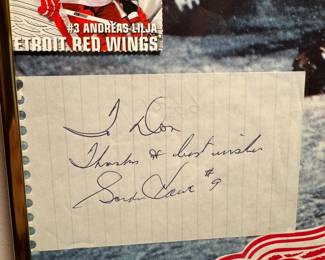 #3 ANDREAS LILJA
ETROIT RED WINGS
To Don
Thanks & best wishes
Gordie Howe #9